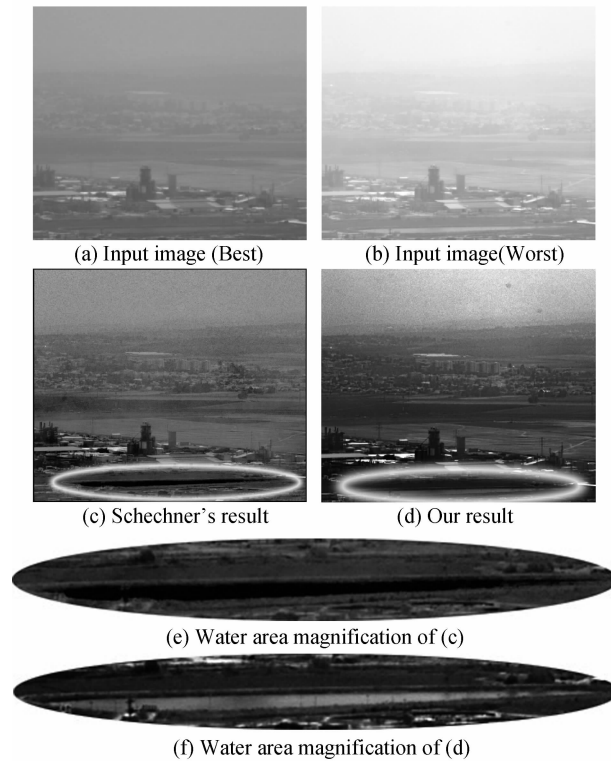 (a) Input image (Best)
(b) Input image(Worst)
(c) Schechner's result
(d) Our result
(e) Water area magnification of (c)
(f) Water area magnification of (d)